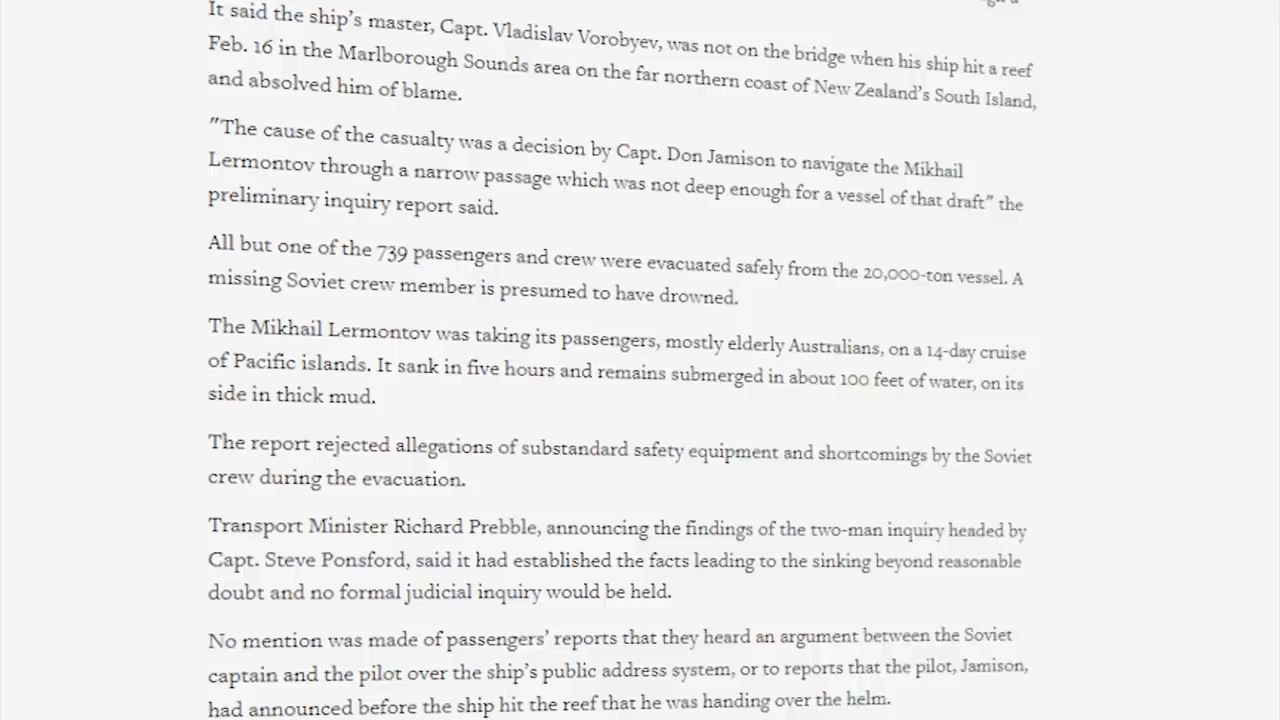 It said the ship's master, Capt. Vladislav Vorobyev, was not on the bridge when his ship hit a reef
Feb. 16 in the Marlborough Sounds area on the far northern coast of New Zealand's South Island,
and absolved him of blame.
"The cause of the casualty was a decision by Capt. Don Jamison to navigate the Mikhail
Lermontov through a narrow passage which was not deep enough for a vessel of that draft" the
preliminary inquiry report said.
All but one of the 739 passengers and crew were evacuated safely from the 20,000-ton vessel. A
missing Soviet crew member is presumed to have drowned.
The Mikhail Lermontov was taking its passengers, mostly elderly Australians, on a 14-day cruise
of Pacific islands. It sank in five hours and remains submerged in about 100 feet of water, on its
side in thick mud.
The report rejected allegations of substandard safety equipment and shortcomings by the Soviet
crew during the evacuation.
Transport Minister Richard Prebble, announcing the findings of the two-man inquiry headed by
Capt. Steve Ponsford, said it had established the facts leading to the sinking beyond reasonable
doubt and no formal judicial inquiry would be held.
No mention was made of passengers' reports that they heard an argument between the Soviet
captain and the pilot over the ship's public address system, or to reports that the pilot, Jamison,
had announced before the ship hit the reef that he was handing over the helm.